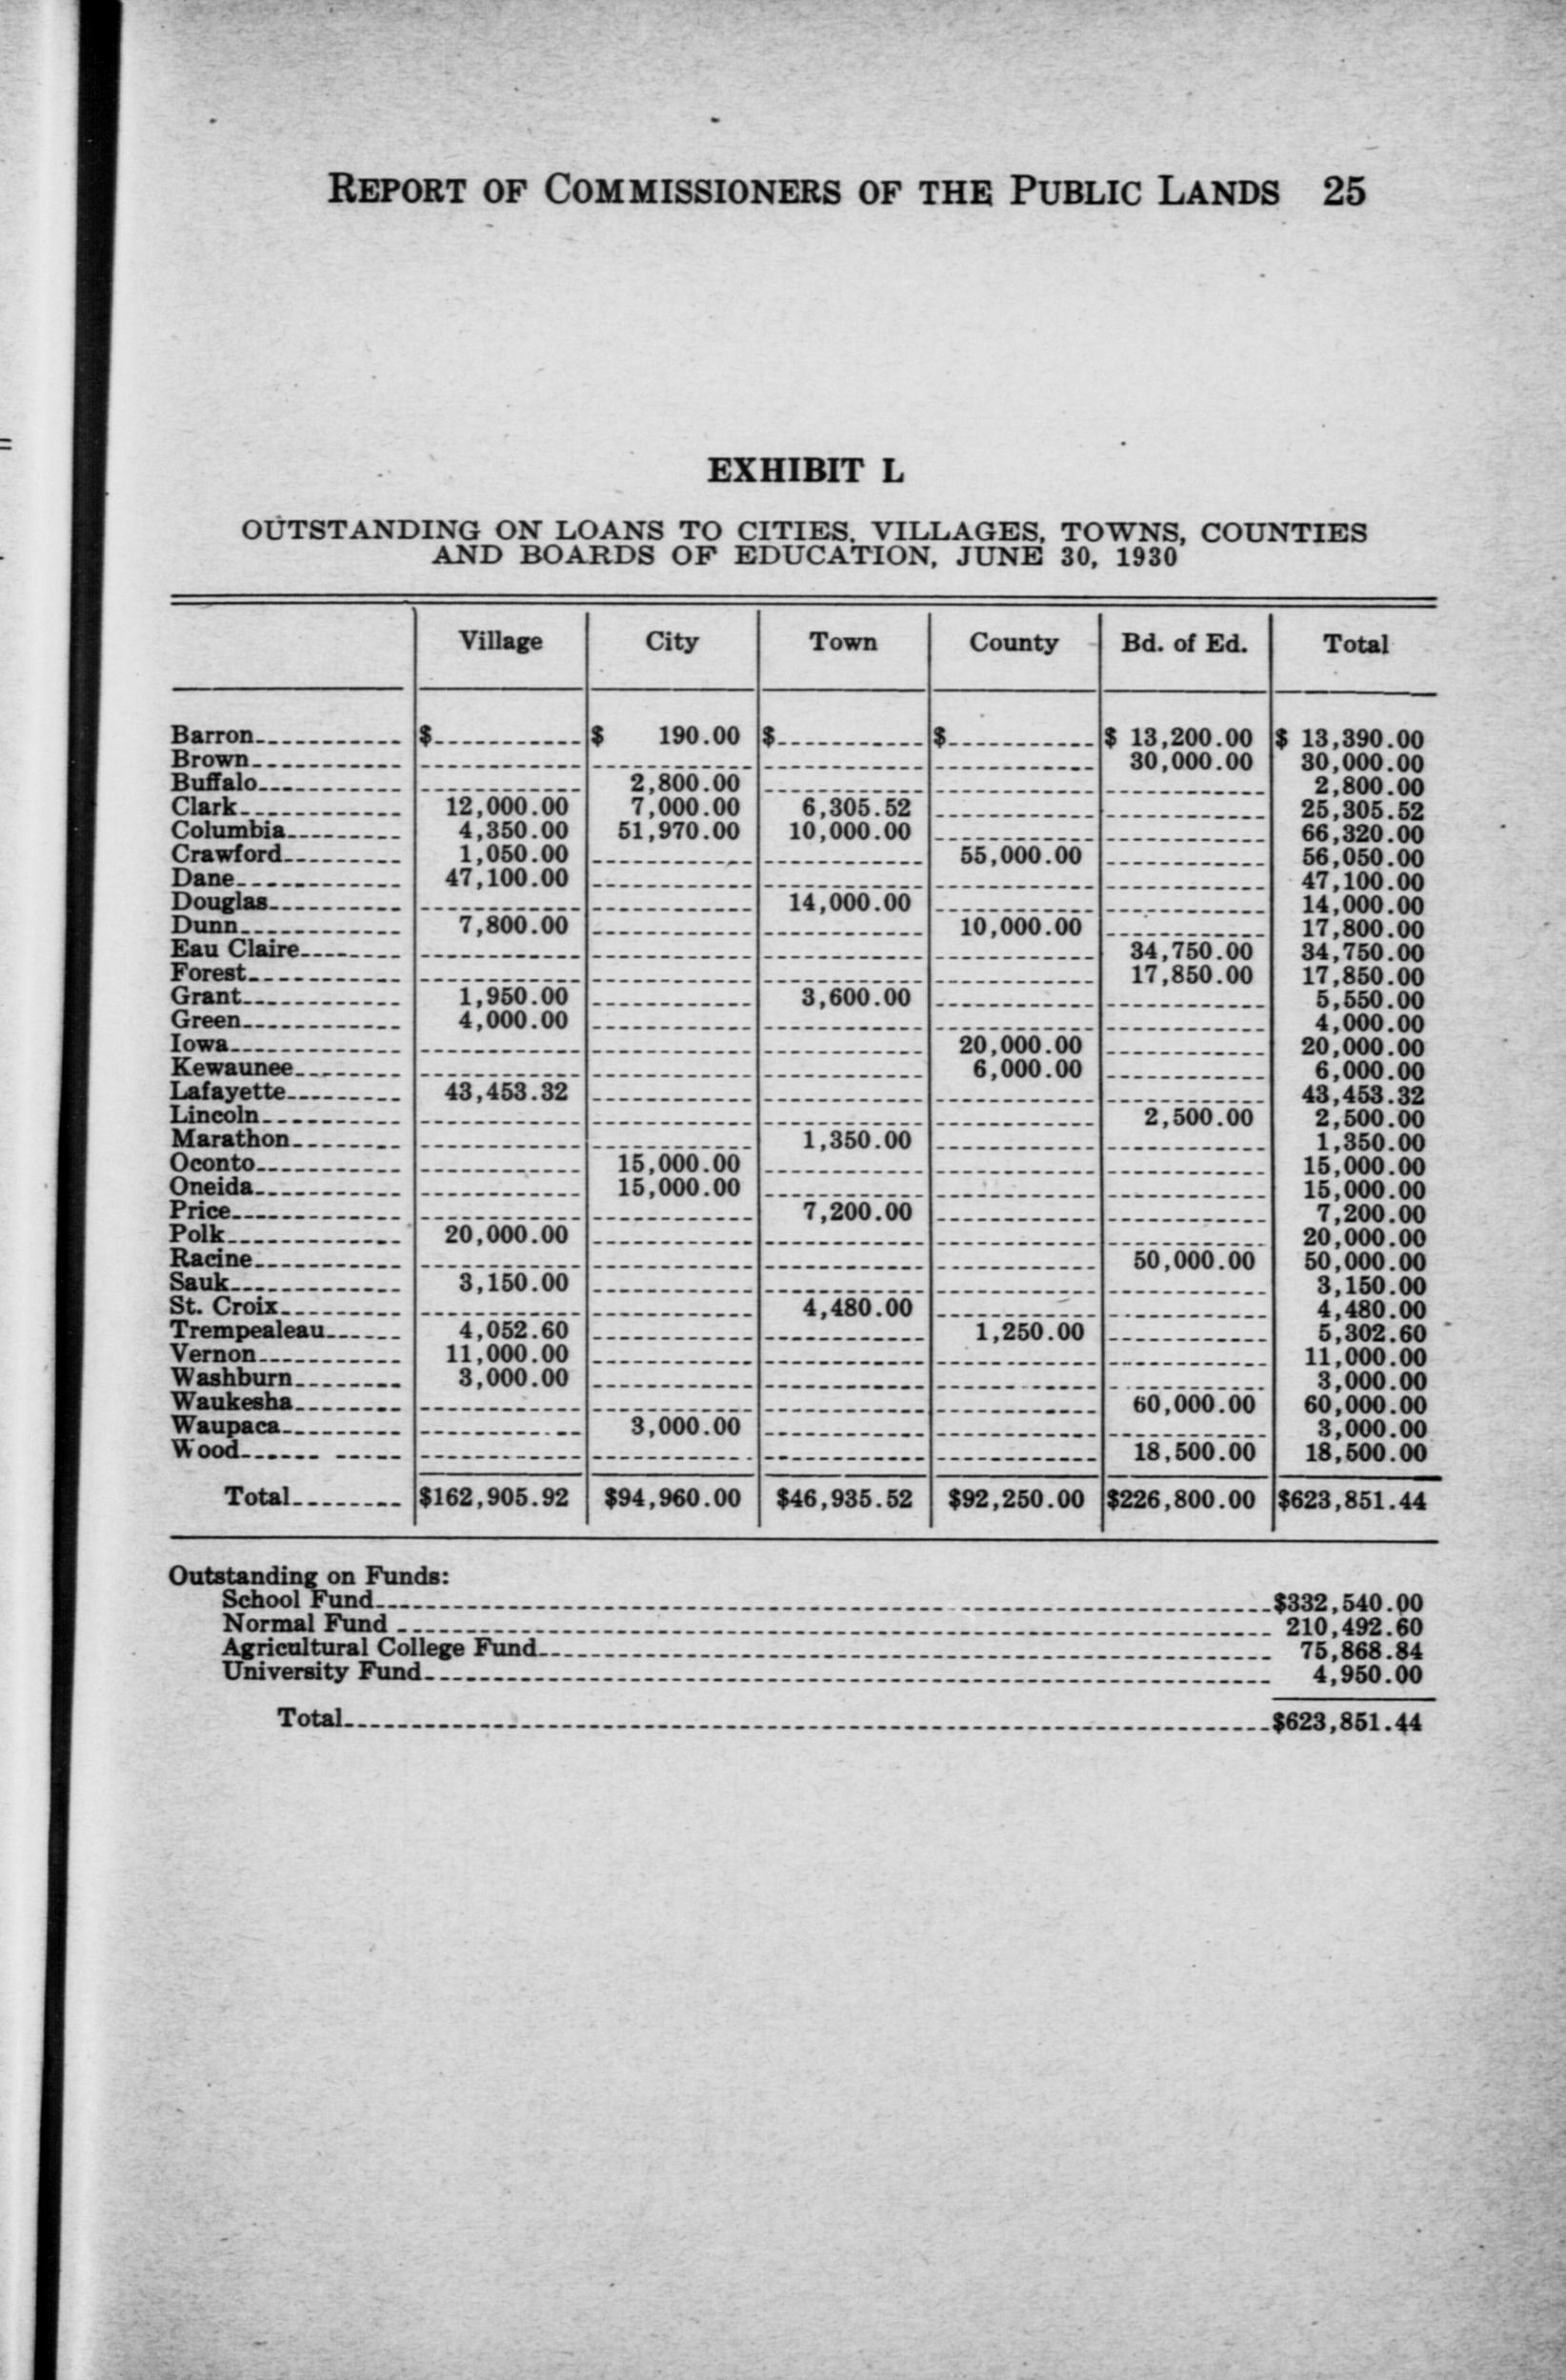 REPORT OF COMMISSIONERS OF THE PUBLIC LANDS 25
EXHIBIT L
OUTSTANDING ON LOANS TO CITIES, VILLAGES, TOWNS, COUNTIES
AND BOARDS OF EDUCATION, JUNE 30, 1930
Village City Town County Bd. of Ed. Total
Barron $ $ 190.00 $ $ $ 13,200.00 $ 13,390.00
Brown 30,000.00 30,000.00
Buffalo 2,800.00 2,800.00
Clark 12,000.00 7,000.00 6,305.52 25,305.52
Columbia 4,350.00 51,970.00 10,000.00 66,320.00
Crawford 1,050.00 55,000.00 56,050.00
Dane 47,100.00 47,100.00
Douglas 14,000.00 14,000.00
Dunn 7,800.00 10,000.00 17,800.00
Eau Claire 34,750.00 34,750.00
Forest 17,850.00 17,850.00
Grant 1,950.00 3,600.00 5,550.00
Green 4,000.00 4,000.00
Iowa 20,000.00 20,000.00
Kewaunee 6,000.00 6,000.00
Lafayette 43,453.32 43,453.32
Lincoln 2,500.00 2,500.00
Marathon 1,350.00 1,350.00
Oconto 15,000.00 15,000.00
Oneida 15,000.00 15,000.00
Price 7,200.00 7,200.00
Polk 20,000.00 20,000.00
Racine 50,000.00 50,000.00
Sauk 3,150.00 3,150.00
St. Croix 4,480.00 4,480.00
Trempealeau 4,052.60 1,250.00 5,302.60
Vernon 11,000.00 11,000.00
Washburn 3,000.00 3,000.00
Waukesha 60,000.00 60,000.00
Waupaca 3,000.00 3,000.00
Wood 18,500.00 18,500.00
Total $162,905.92 $94,960.00 $46,935.52 $92,250.00 $226,800.00 $623,851.44
Outstanding on Funds:
School Fund $332,540.00
Normal Fund 210,492.60
Agricultural College Fund 75,868.84
University Fund 4,950.00
Total $623,851.44